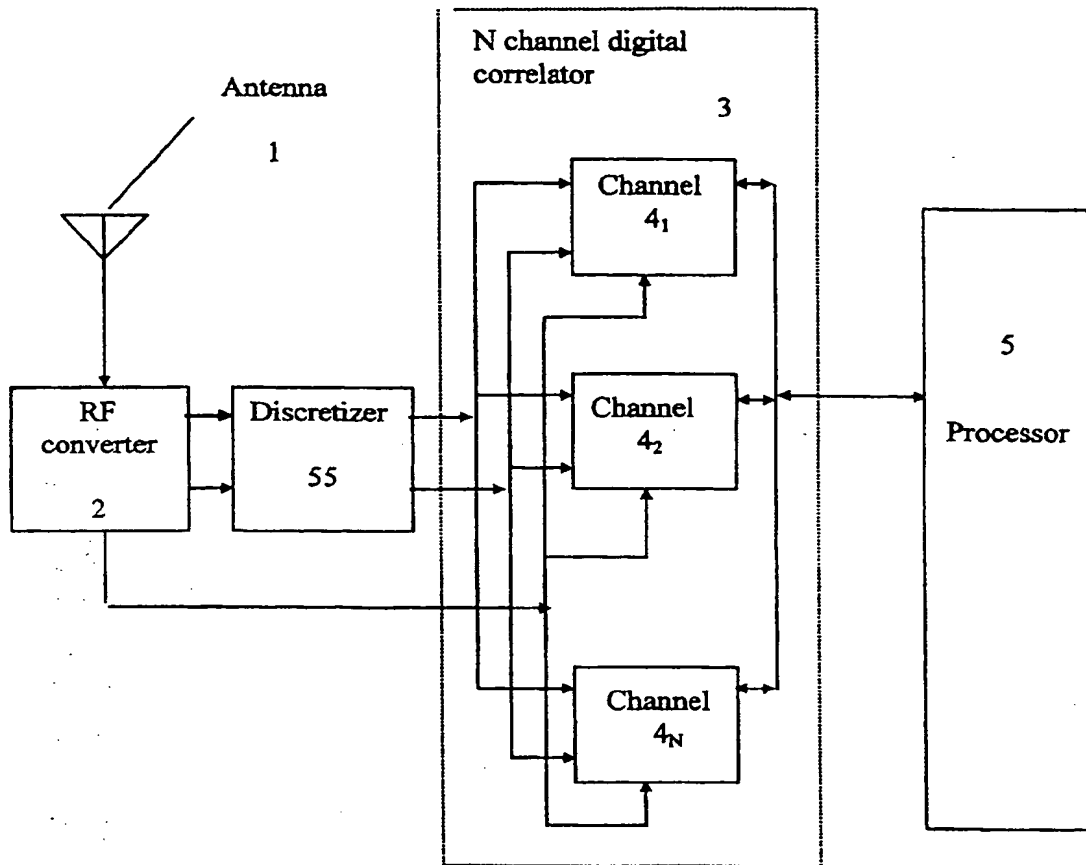 N channel digital
correlator
3
Antenna
1
Channel
4₁
RF
converter
2
Discretizer
55
Channel
4₂
5
Processor
Channel
4N